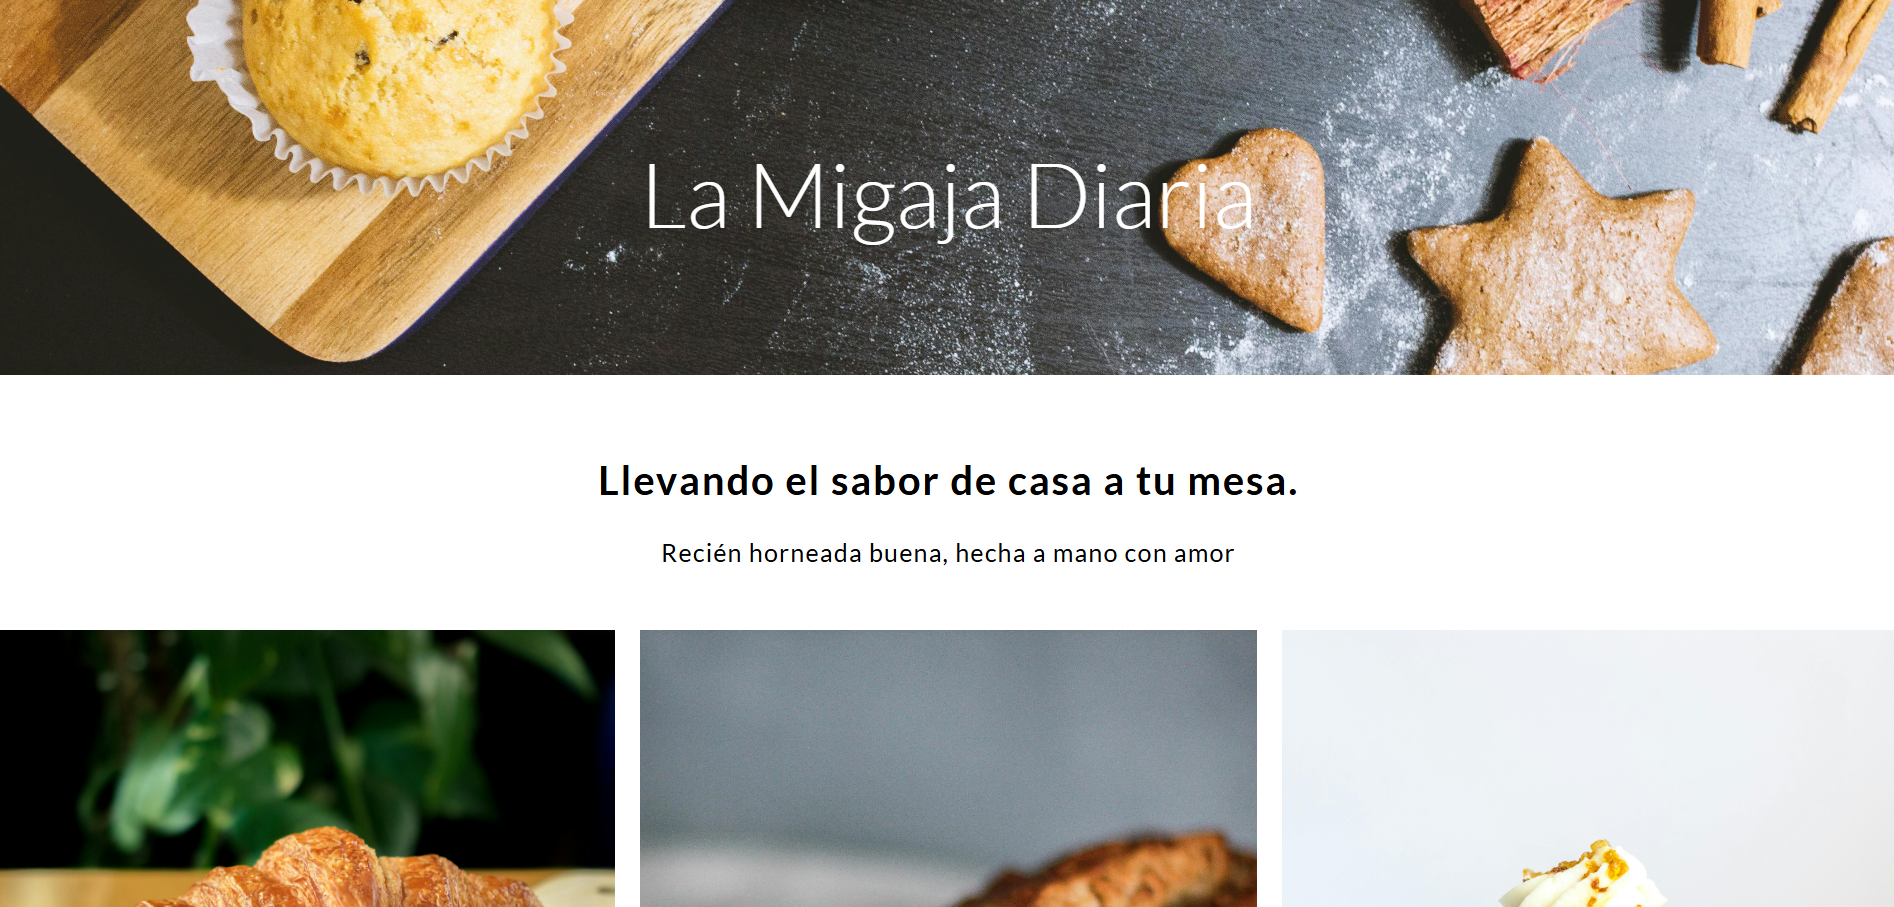 La Migaja Diaria
Llevando el sabor de casa a tu mesa.
Recién horneada buena, hecha a mano con amor